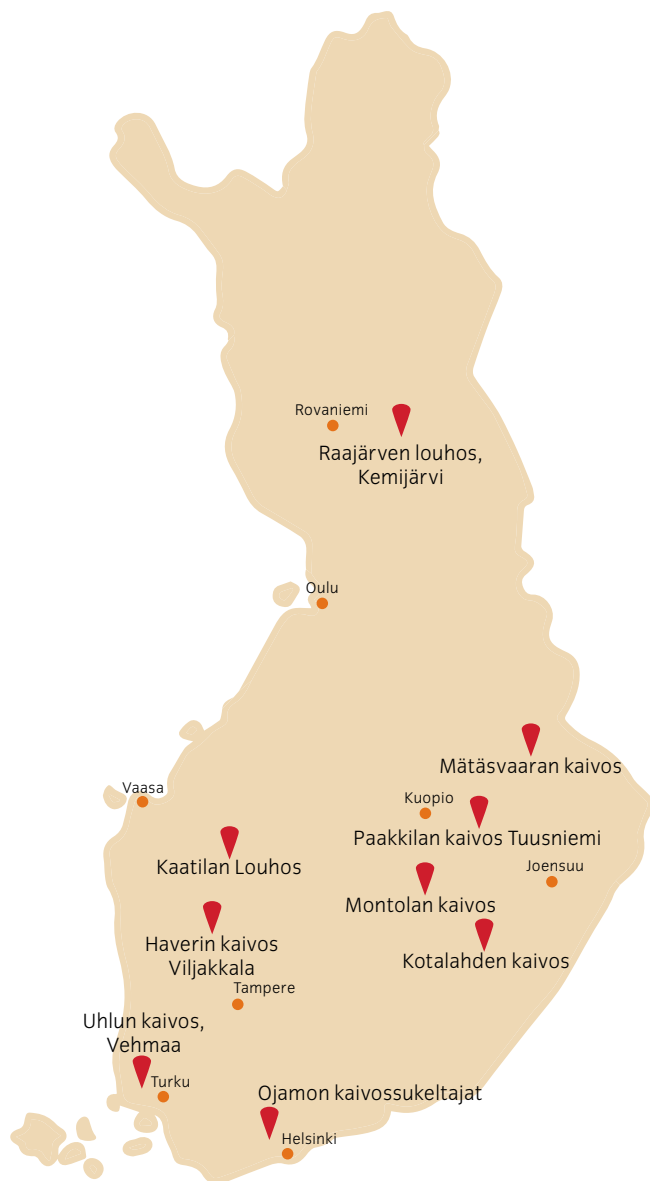 Rovaniemi
Raajärven louhos,
Kemijärvi
Oulu
Mätäsvaaran kaivos
Vaasa
Kuopio
Paakkilan kaivos Tuusniemi
Kaatilan Louhos
Joensuu
Montolan kaivos
Haverin kaivos
Viljakkala
Kotalahden kaivos
Tampere
Uhlun kaivos,
Vehmaa
Turku
Ojamon kaivossukeltajat
Helsinki